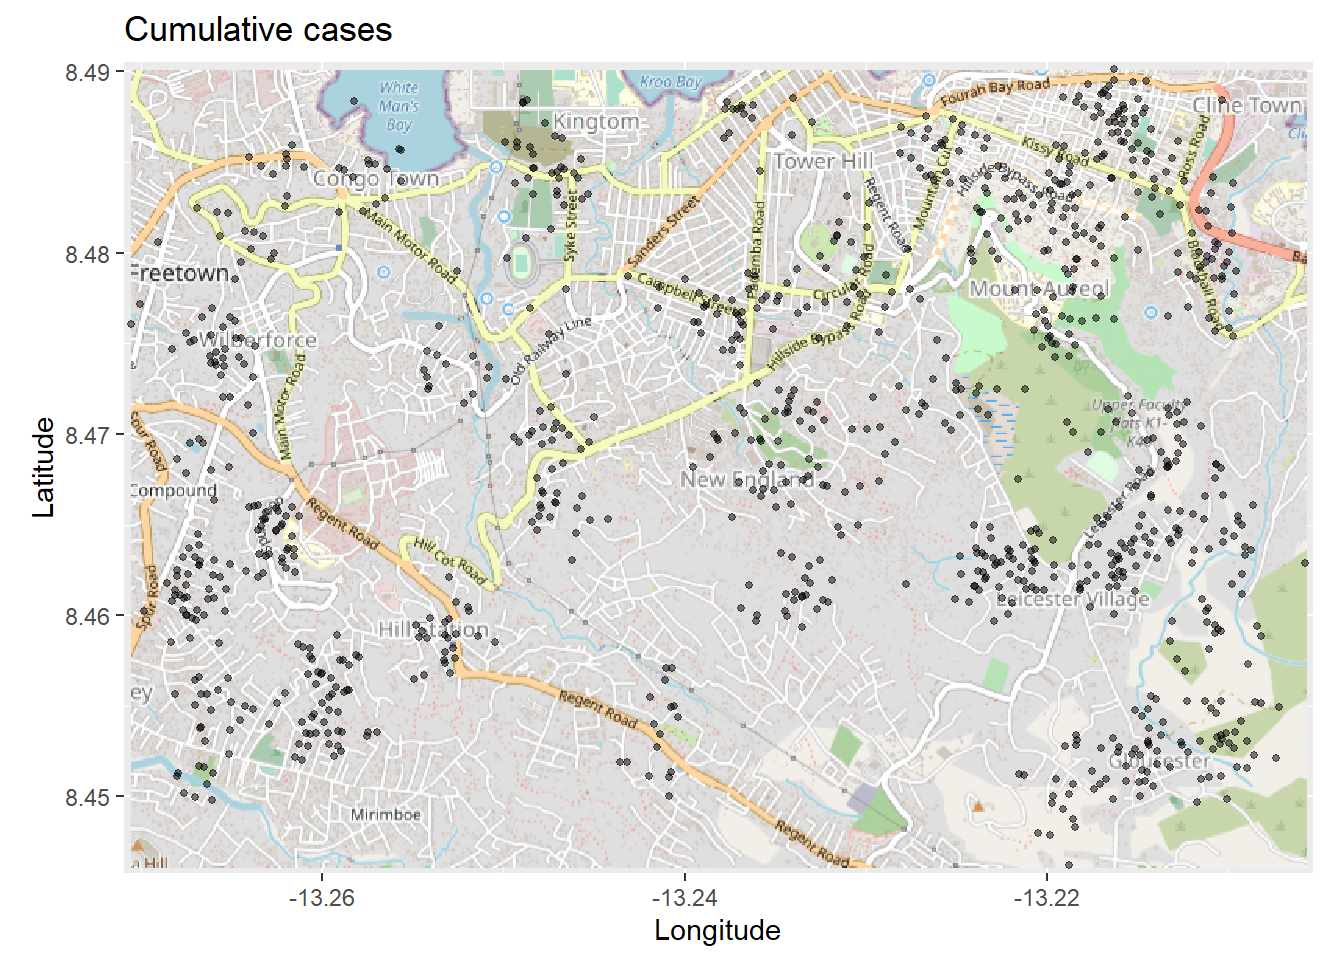 Cumulative cases
8.49
8.48
8.47
8.46
8.45
Latitude
-13.26
-13.24
-13.22
Longitude
White
Man's
Bay
Kroo Bay
Kingtom
Congo Town
Tower Hill
Fourah Bay Road
Cline Town
Kissy Road
Ross Road
Hillside Bypass Road
Mountain Cut
Regent Road
Main Motor Road
Syke Street
Sanders Street
Pademba Road
Circular Road
Campbell Street
Freetown
Mount Aureol
Wilberforce
Old Railway Line
Hillside Bypass Road
Main Motor Road
Spur Road
Compound
Upper Faculty
Flats K1-
K40
New England
Leicester Road
Regent Road
Hill Cot Road
Spur Road
Leicester Village
Hill Station
ey
Regent Road
Gloucester
Mirimboe
Regent Road
a Hill